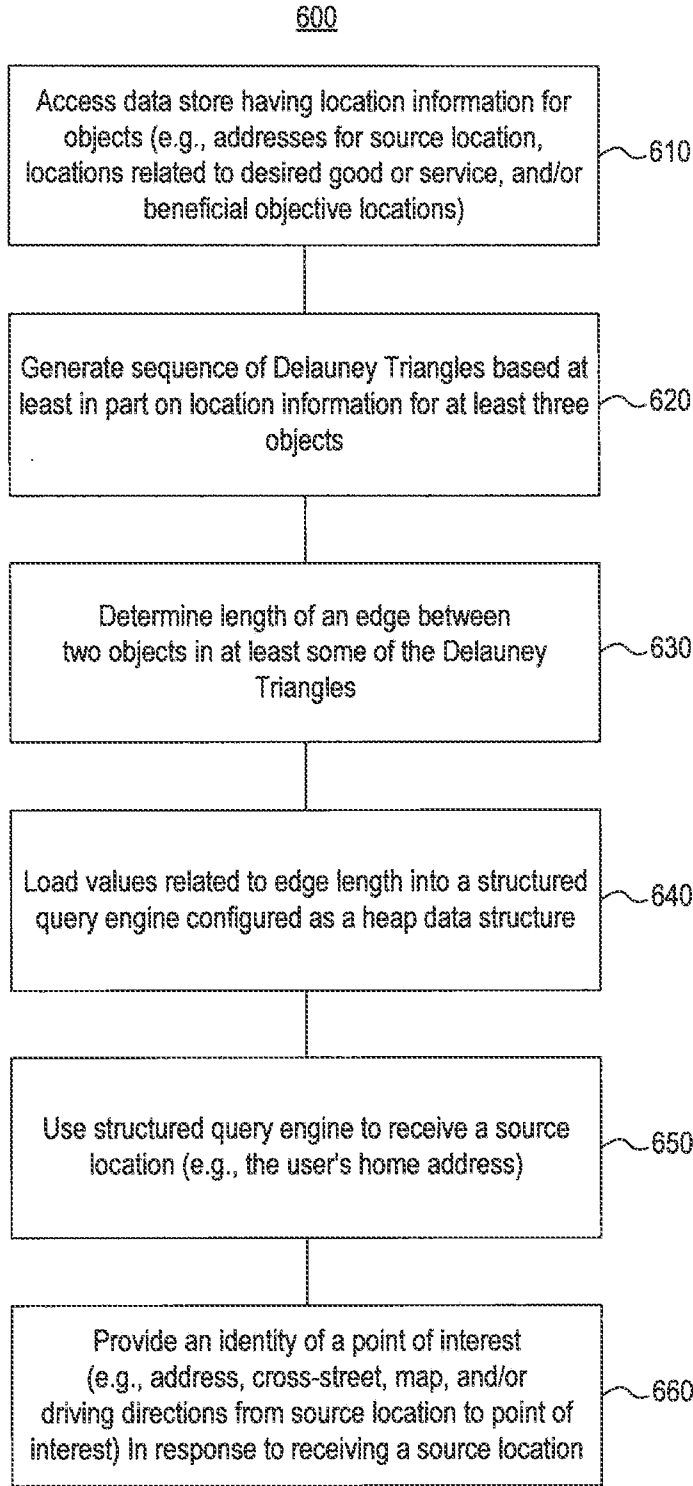 600
Access data store having location information for
objects (e.g., addresses for source location,
locations related to desired good or service, and/or
beneficial objective locations)
610
Generate sequence of Delauney Triangles based at
least in part on location information for at least three
objects
620
Determine length of an edge between
two objects in at least some of the Delauney
Triangles
630
Load values related to edge length into a structured
query engine configured as a heap data structure
640
Use structured query engine to receive a source
location (e.g., the user's home address)
650
Provide an identity of a point of interest
(e.g., address, cross-street, map, and/or
driving directions from source location to point of
interest) In response to receiving a source location
660